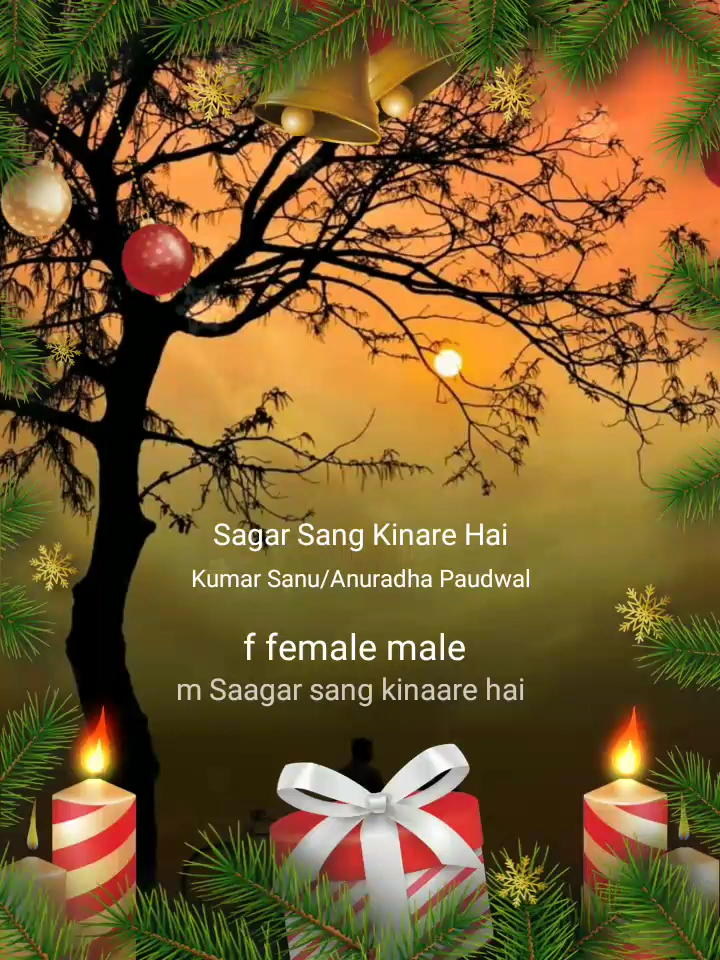 Sagar Sang Kinare Hai
Kumar Sanu/Anuradha Paudwal
f female male
m Saagar sang kinaare hai